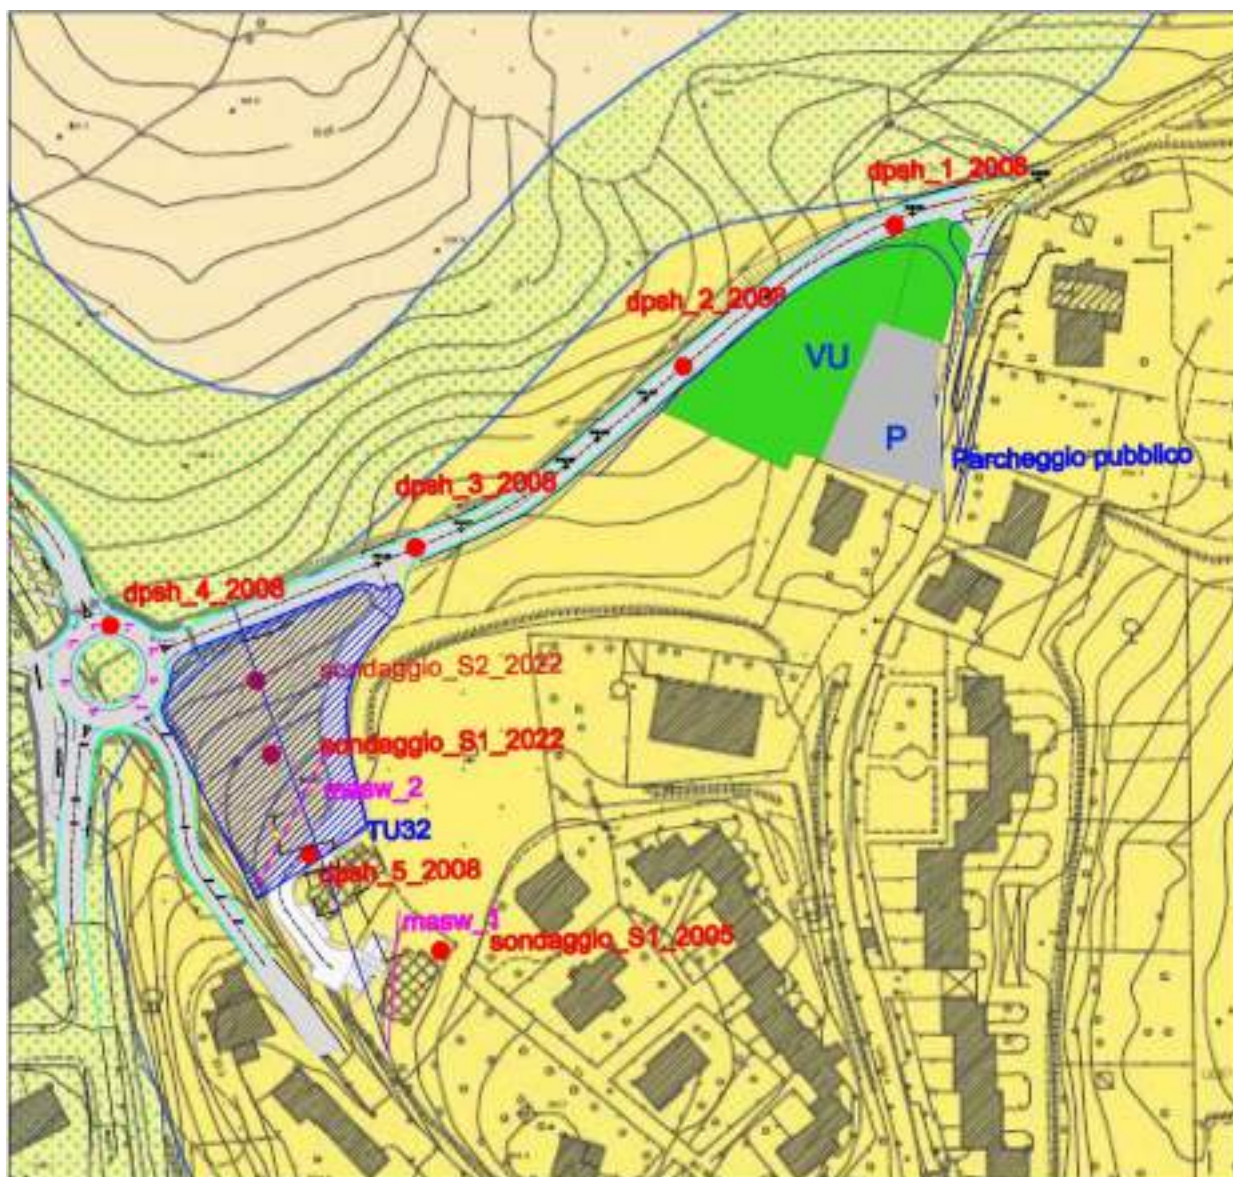 dpsh_1_2008
dpsh_2_2008
VU
P
Parcheggio pubblico
dpsh_3_2008
dpsh_4_2008
sondaggio_S2_2022
sondaggio_S1_2022
masw_2
TU32
dpsh_5_2008
masw_1
sondaggio_S1_2005